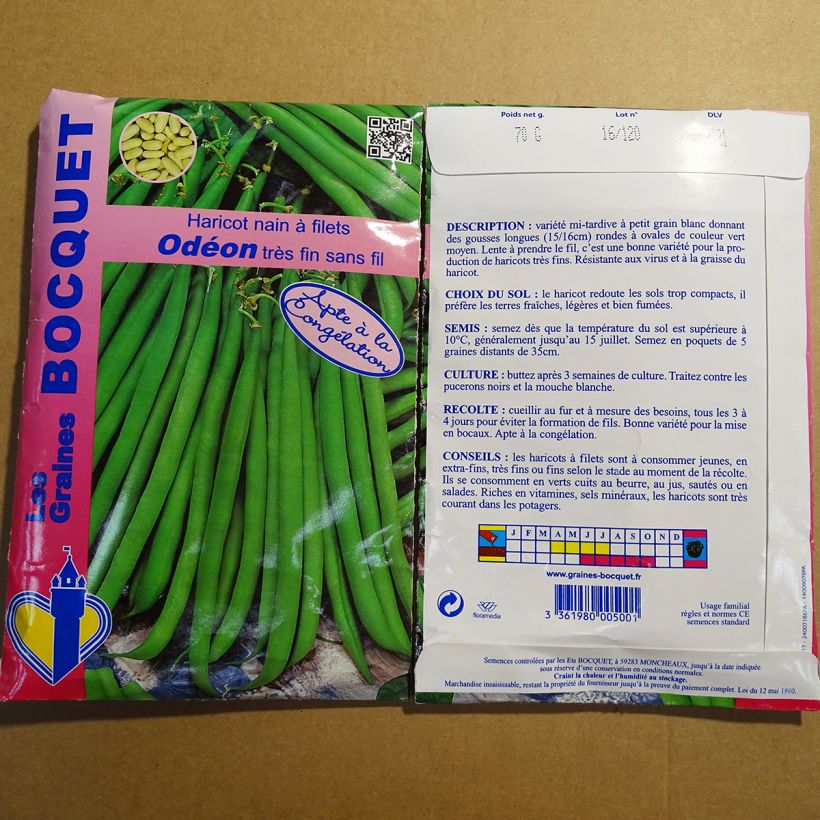 Les
Graines BOCQUET
Haricot nain à filets
Odéon très fin sans fil
Apte à la
Congélation
Poids net g. Lot n° DLV
70 G 16/120
DESCRIPTION : variété mi-tardive à petit grain blanc donnant
des gousses longues (15/16cm) rondes à ovales de couleur vert
moyen. Lente à prendre le fil, c'est une bonne variété pour la pro-
duction de haricots très fins. Résistante aux virus et à la graisse du
haricot.
CHOIX DU SOL : le haricot redoute les sols trop compacts, il
préfère les terres fraîches, légères et bien fumées.
SEMIS : semez dès que la température du sol est supérieure à
10°C, généralement jusqu'au 15 juillet. Semez en poquets de 5
graines distants de 35cm.
CULTURE : buttez après 3 semaines de culture. Traitez contre les
pucerons noirs et la mouche blanche.
RECOLTE : cueillir au fur et à mesure des besoins, tous les 3 à
4 jours pour éviter la formation de fils. Bonne variété pour la mise
en bocaux. Apte à la congélation.
CONSEILS : les haricots à filets sont à consommer jeunes, en
extra-fins, très fins ou fins selon le stade au moment de la récolte.
Ils se consomment en verts cuits au beurre, au jus, sautés ou en
salades. Riches en vitamines, sels minéraux, les haricots sont très
courant dans les potagers.
J F M A M J J A S O N D
www.graines-bocquet.fr
3 361980 005001
floramedia
Usage familial
règles et normes CE
semences standard
Semences contrôlées par les Ets BOCQUET, à 59283 MONCHEAUX, jusqu'à la date indiquée
sous réserve d'une conservation en conditions normales.
Craint la chaleur et l'humidité au stockage.
Marchandise insaisissable, restant la propriété du fournisseur jusqu'à la preuve du paiement complet. Loi du 12 mai 1980.